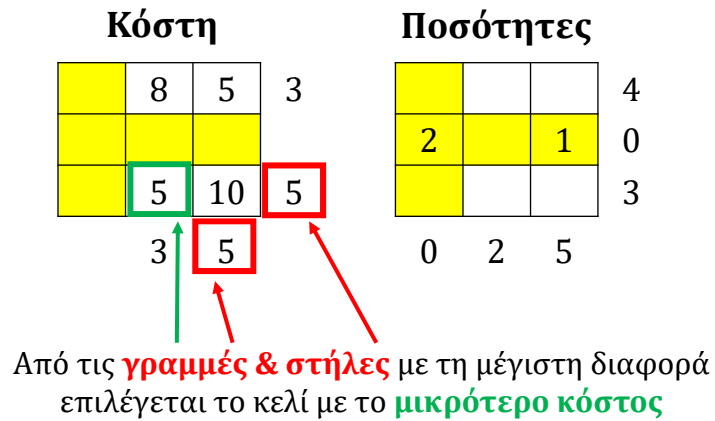 Κόστη Ποσότητες
8 5 3 4
2 1 0
5 10 5 3
3 5 0 2 5
Από τις γραμμές & στήλες με τη μέγιστη διαφορά
επιλέγεται το κελί με το μικρότερο κόστος